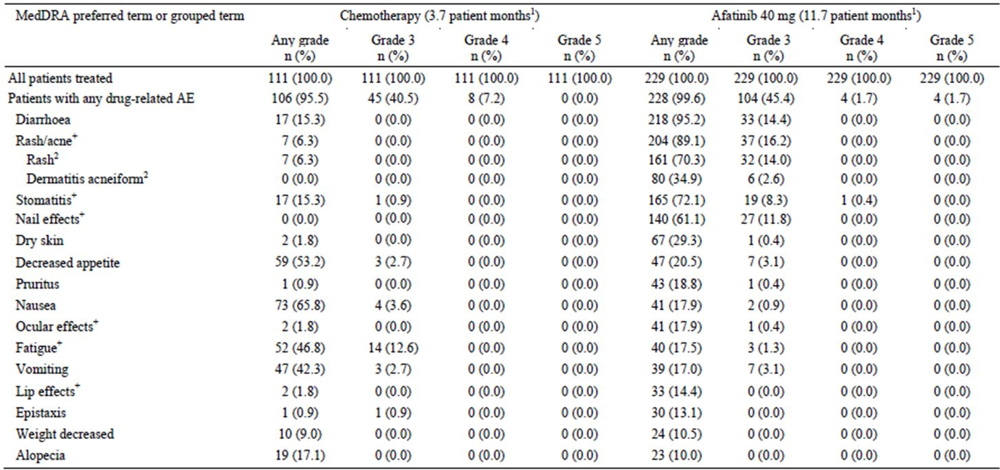 MedDRA preferred term or grouped term Chemotherapy (3.7 patient months¹) Afatinib 40 mg (11.7 patient months¹)
Any grade Grade 3 Grade 4 Grade 5 Any grade Grade 3 Grade 4 Grade 5
n (%) n (%) n (%) n (%) n (%) n (%) n (%) n (%)
All patients treated 111 (100.0) 111 (100.0) 111 (100.0) 111 (100.0) 229 (100.0) 229 (100.0) 229 (100.0) 229 (100.0)
Patients with any drug-related AE 106 (95.5) 45 (40.5) 8 (7.2) 0 (0.0) 228 (99.6) 104 (45.4) 4 (1.7) 4 (1.7)
Diarrhoea 17 (15.3) 0 (0.0) 0 (0.0) 0 (0.0) 218 (95.2) 33 (14.4) 0 (0.0) 0 (0.0)
Rash/acne⁺ 7 (6.3) 0 (0.0) 0 (0.0) 0 (0.0) 204 (89.1) 37 (16.2) 0 (0.0) 0 (0.0)
Rash² 7 (6.3) 0 (0.0) 0 (0.0) 0 (0.0) 161 (70.3) 32 (14.0) 0 (0.0) 0 (0.0)
Dermatitis acneiform² 0 (0.0) 0 (0.0) 0 (0.0) 0 (0.0) 80 (34.9) 6 (2.6) 0 (0.0) 0 (0.0)
Stomatitis⁺ 17 (15.3) 1 (0.9) 0 (0.0) 0 (0.0) 165 (72.1) 19 (8.3) 1 (0.4) 0 (0.0)
Nail effects⁺ 0 (0.0) 0 (0.0) 0 (0.0) 0 (0.0) 140 (61.1) 27 (11.8) 0 (0.0) 0 (0.0)
Dry skin 2 (1.8) 0 (0.0) 0 (0.0) 0 (0.0) 67 (29.3) 1 (0.4) 0 (0.0) 0 (0.0)
Decreased appetite 59 (53.2) 3 (2.7) 0 (0.0) 0 (0.0) 47 (20.5) 7 (3.1) 0 (0.0) 0 (0.0)
Pruritus 1 (0.9) 0 (0.0) 0 (0.0) 0 (0.0) 43 (18.8) 1 (0.4) 0 (0.0) 0 (0.0)
Nausea 73 (65.8) 4 (3.6) 0 (0.0) 0 (0.0) 41 (17.9) 2 (0.9) 0 (0.0) 0 (0.0)
Ocular effects⁺ 2 (1.8) 0 (0.0) 0 (0.0) 0 (0.0) 41 (17.9) 1 (0.4) 0 (0.0) 0 (0.0)
Fatigue⁺ 52 (46.8) 14 (12.6) 0 (0.0) 0 (0.0) 40 (17.5) 3 (1.3) 0 (0.0) 0 (0.0)
Vomiting 47 (42.3) 3 (2.7) 0 (0.0) 0 (0.0) 39 (17.0) 7 (3.1) 0 (0.0) 0 (0.0)
Lip effects⁺ 2 (1.8) 0 (0.0) 0 (0.0) 0 (0.0) 33 (14.4) 0 (0.0) 0 (0.0) 0 (0.0)
Epistaxis 1 (0.9) 1 (0.9) 0 (0.0) 0 (0.0) 30 (13.1) 0 (0.0) 0 (0.0) 0 (0.0)
Weight decreased 10 (9.0) 0 (0.0) 0 (0.0) 0 (0.0) 24 (10.5) 0 (0.0) 0 (0.0) 0 (0.0)
Alopecia 19 (17.1) 0 (0.0) 0 (0.0) 0 (0.0) 23 (10.0) 0 (0.0) 0 (0.0) 0 (0.0)